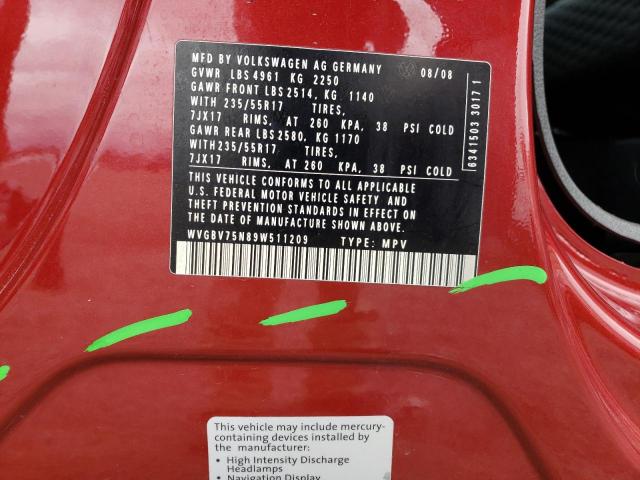 MFD BY VOLKSWAGEN AG GERMANY 08/08
GVWR LBS 4961 KG 2250
GAWR FRONT LBS 2514, KG 1140
WITH 235/55R17 TIRES,
7JX17 RIMS, AT 260 KPA, 38 PSI COLD
GAWR REAR LBS 2580, KG 1170
WITH 235/55R17 TIRES,
7JX17 RIMS, AT 260 KPA, 38 PSI COLD
THIS VEHICLE CONFORMS TO ALL APPLICABLE
U.S. FEDERAL MOTOR VEHICLE SAFETY AND
THEFT PREVENTION STANDARDS IN EFFECT ON
THE DATE OF MANUFACTURE SHOWN ABOVE.
WVGBV75N89W511209 TYPE: MPV
6341503 3017 1
This vehicle may include mercury-
containing devices installed by
the manufacturer:
• High Intensity Discharge
Headlamps
• Navigation Display